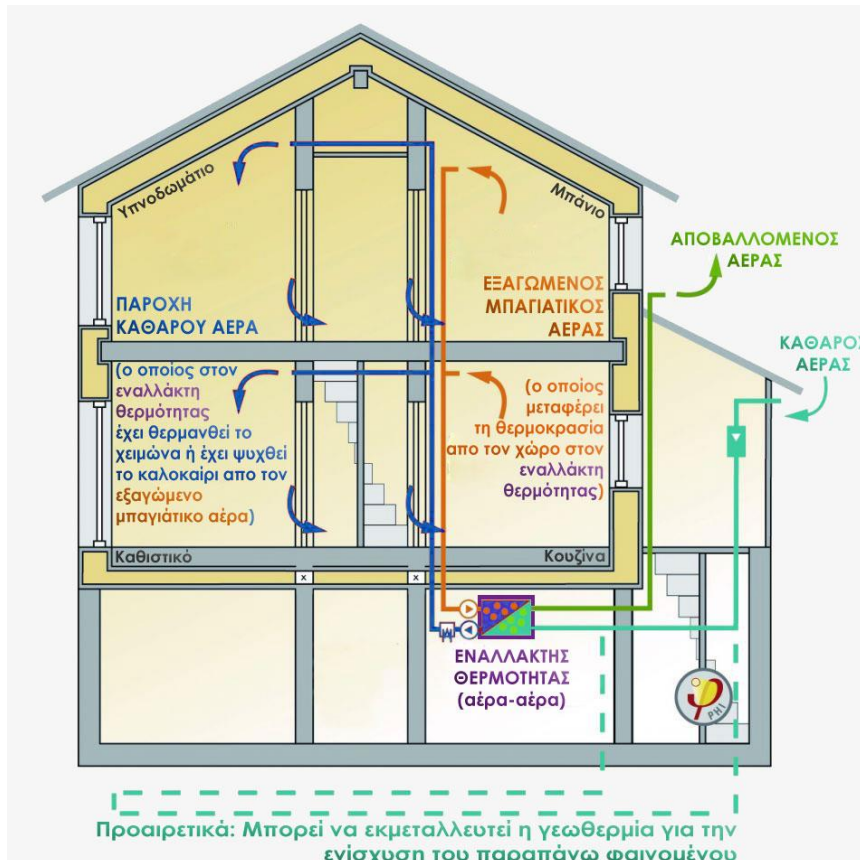 Υπνοδωμάτιο
Μπάνιο
ΑΠΟΒΑΛΛΟΜΕΝΟΣ
ΑΕΡΑΣ
ΠΑΡΟΧΗ
ΚΑΘΑΡΟΥ ΑΕΡΑ
ΕΞΑΓΩΜΕΝΟΣ
ΜΠΑΓΙΑΤΙΚΟΣ
ΑΕΡΑΣ
ΚΑΘΑΡΟΣ
ΑΕΡΑΣ
(ο οποίος στον
εναλλάκτη
θερμότητας
έχει θερμανθεί το
χειμώνα ή έχει ψυχθεί
το καλοκαίρι απο τον
εξαγώμενο
μπαγιάτικο αέρα)
(ο οποίος
μεταφέρει
τη θερμοκρασία
απο τον χώρο στον
εναλλάκτη
θερμότητας)
Καθιστικό
Κουζίνα
x
x
ΕΝΑΛΛΑΚΤΗΣ
ΘΕΡΜΟΤΗΤΑΣ
(αέρα-αέρα)
φ
PHI
Προαιρετικά: Μπορεί να εκμεταλλευτεί η γεωθερμία για την
ενίσχυση του παραπάνω φαινομένου